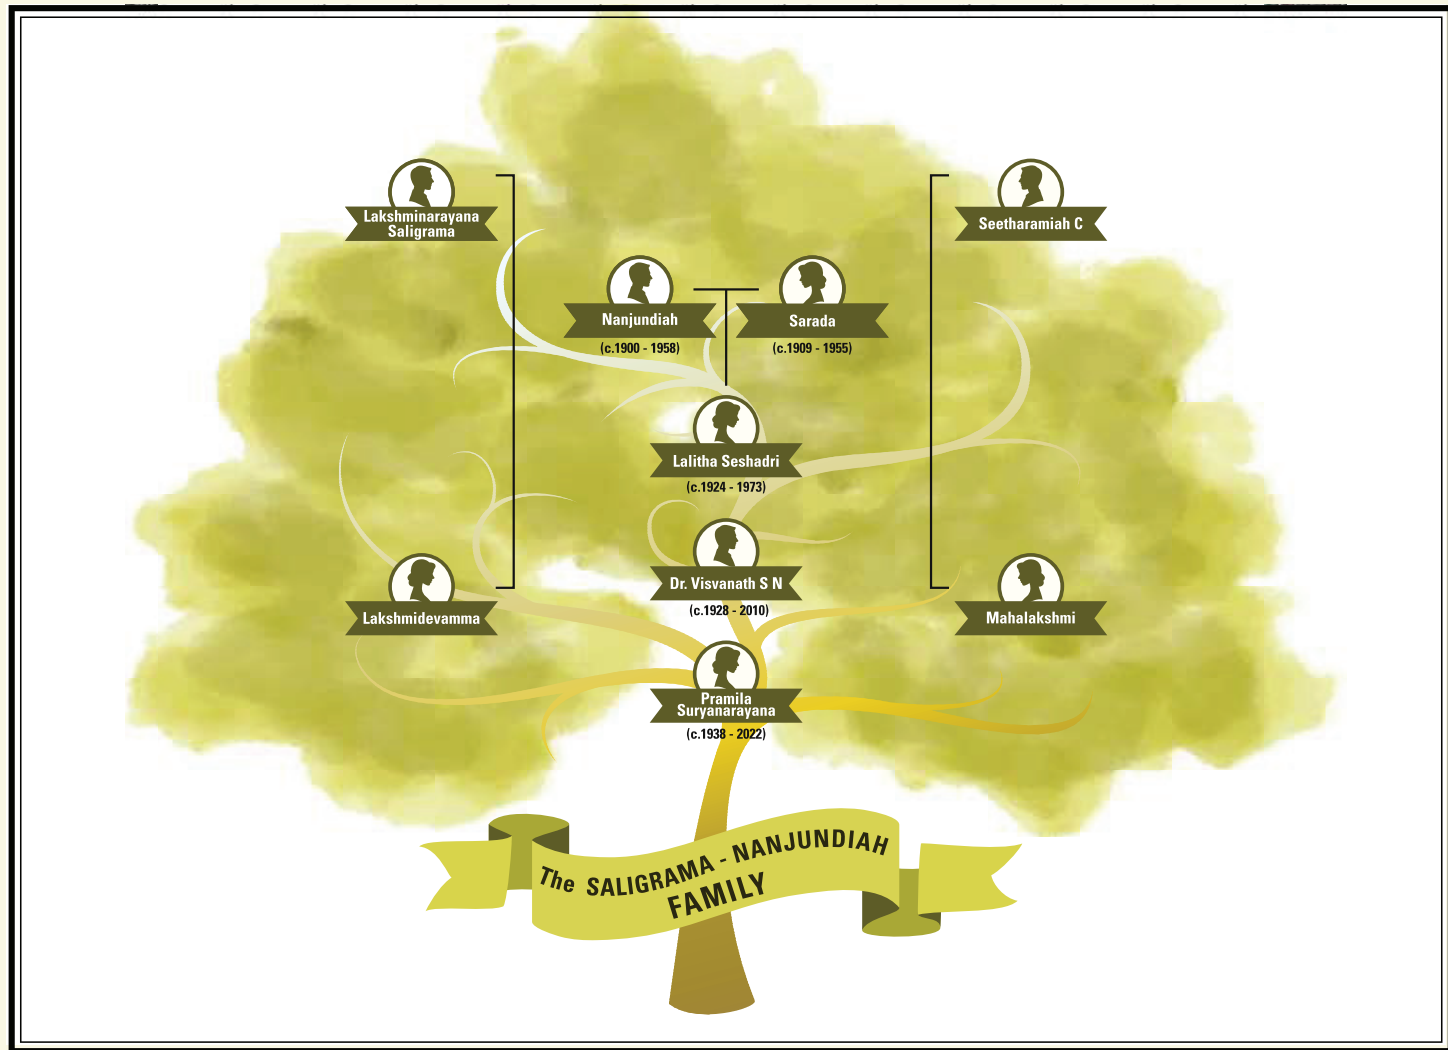 Lakshminarayana
Saligrama
Seetharamiah C
Nanjundiah
(c.1900 - 1958)
Sarada
(c.1909 - 1955)
Lalitha Seshadri
(c.1924 - 1973)
Dr. Visvanath S N
(c.1928 - 2010)
Lakshmidevamma
Mahalakshmi
Pramila
Suryanarayana
(c.1938 - 2022)
The SALIGRAMA - NANJUNDIAH
FAMILY